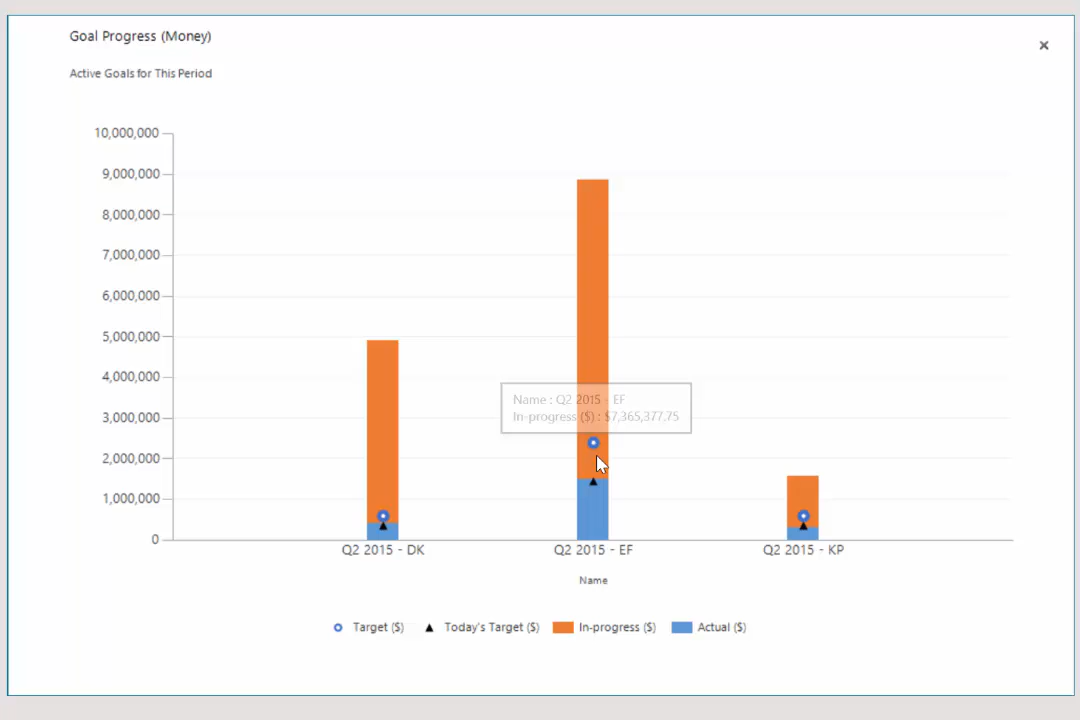 Goal Progress (Money)
×
Active Goals for This Period
10,000,000
9,000,000
8,000,000
7,000,000
6,000,000
5,000,000
4,000,000
3,000,000
2,000,000
1,000,000
0
Name : Q2 2015 - EF
In-progress ($) : $7,365,377.75
Q2 2015 - DK Q2 2015 - EF Q2 2015 - KP
Name
Target ($) Today's Target ($) In-progress ($) Actual ($)